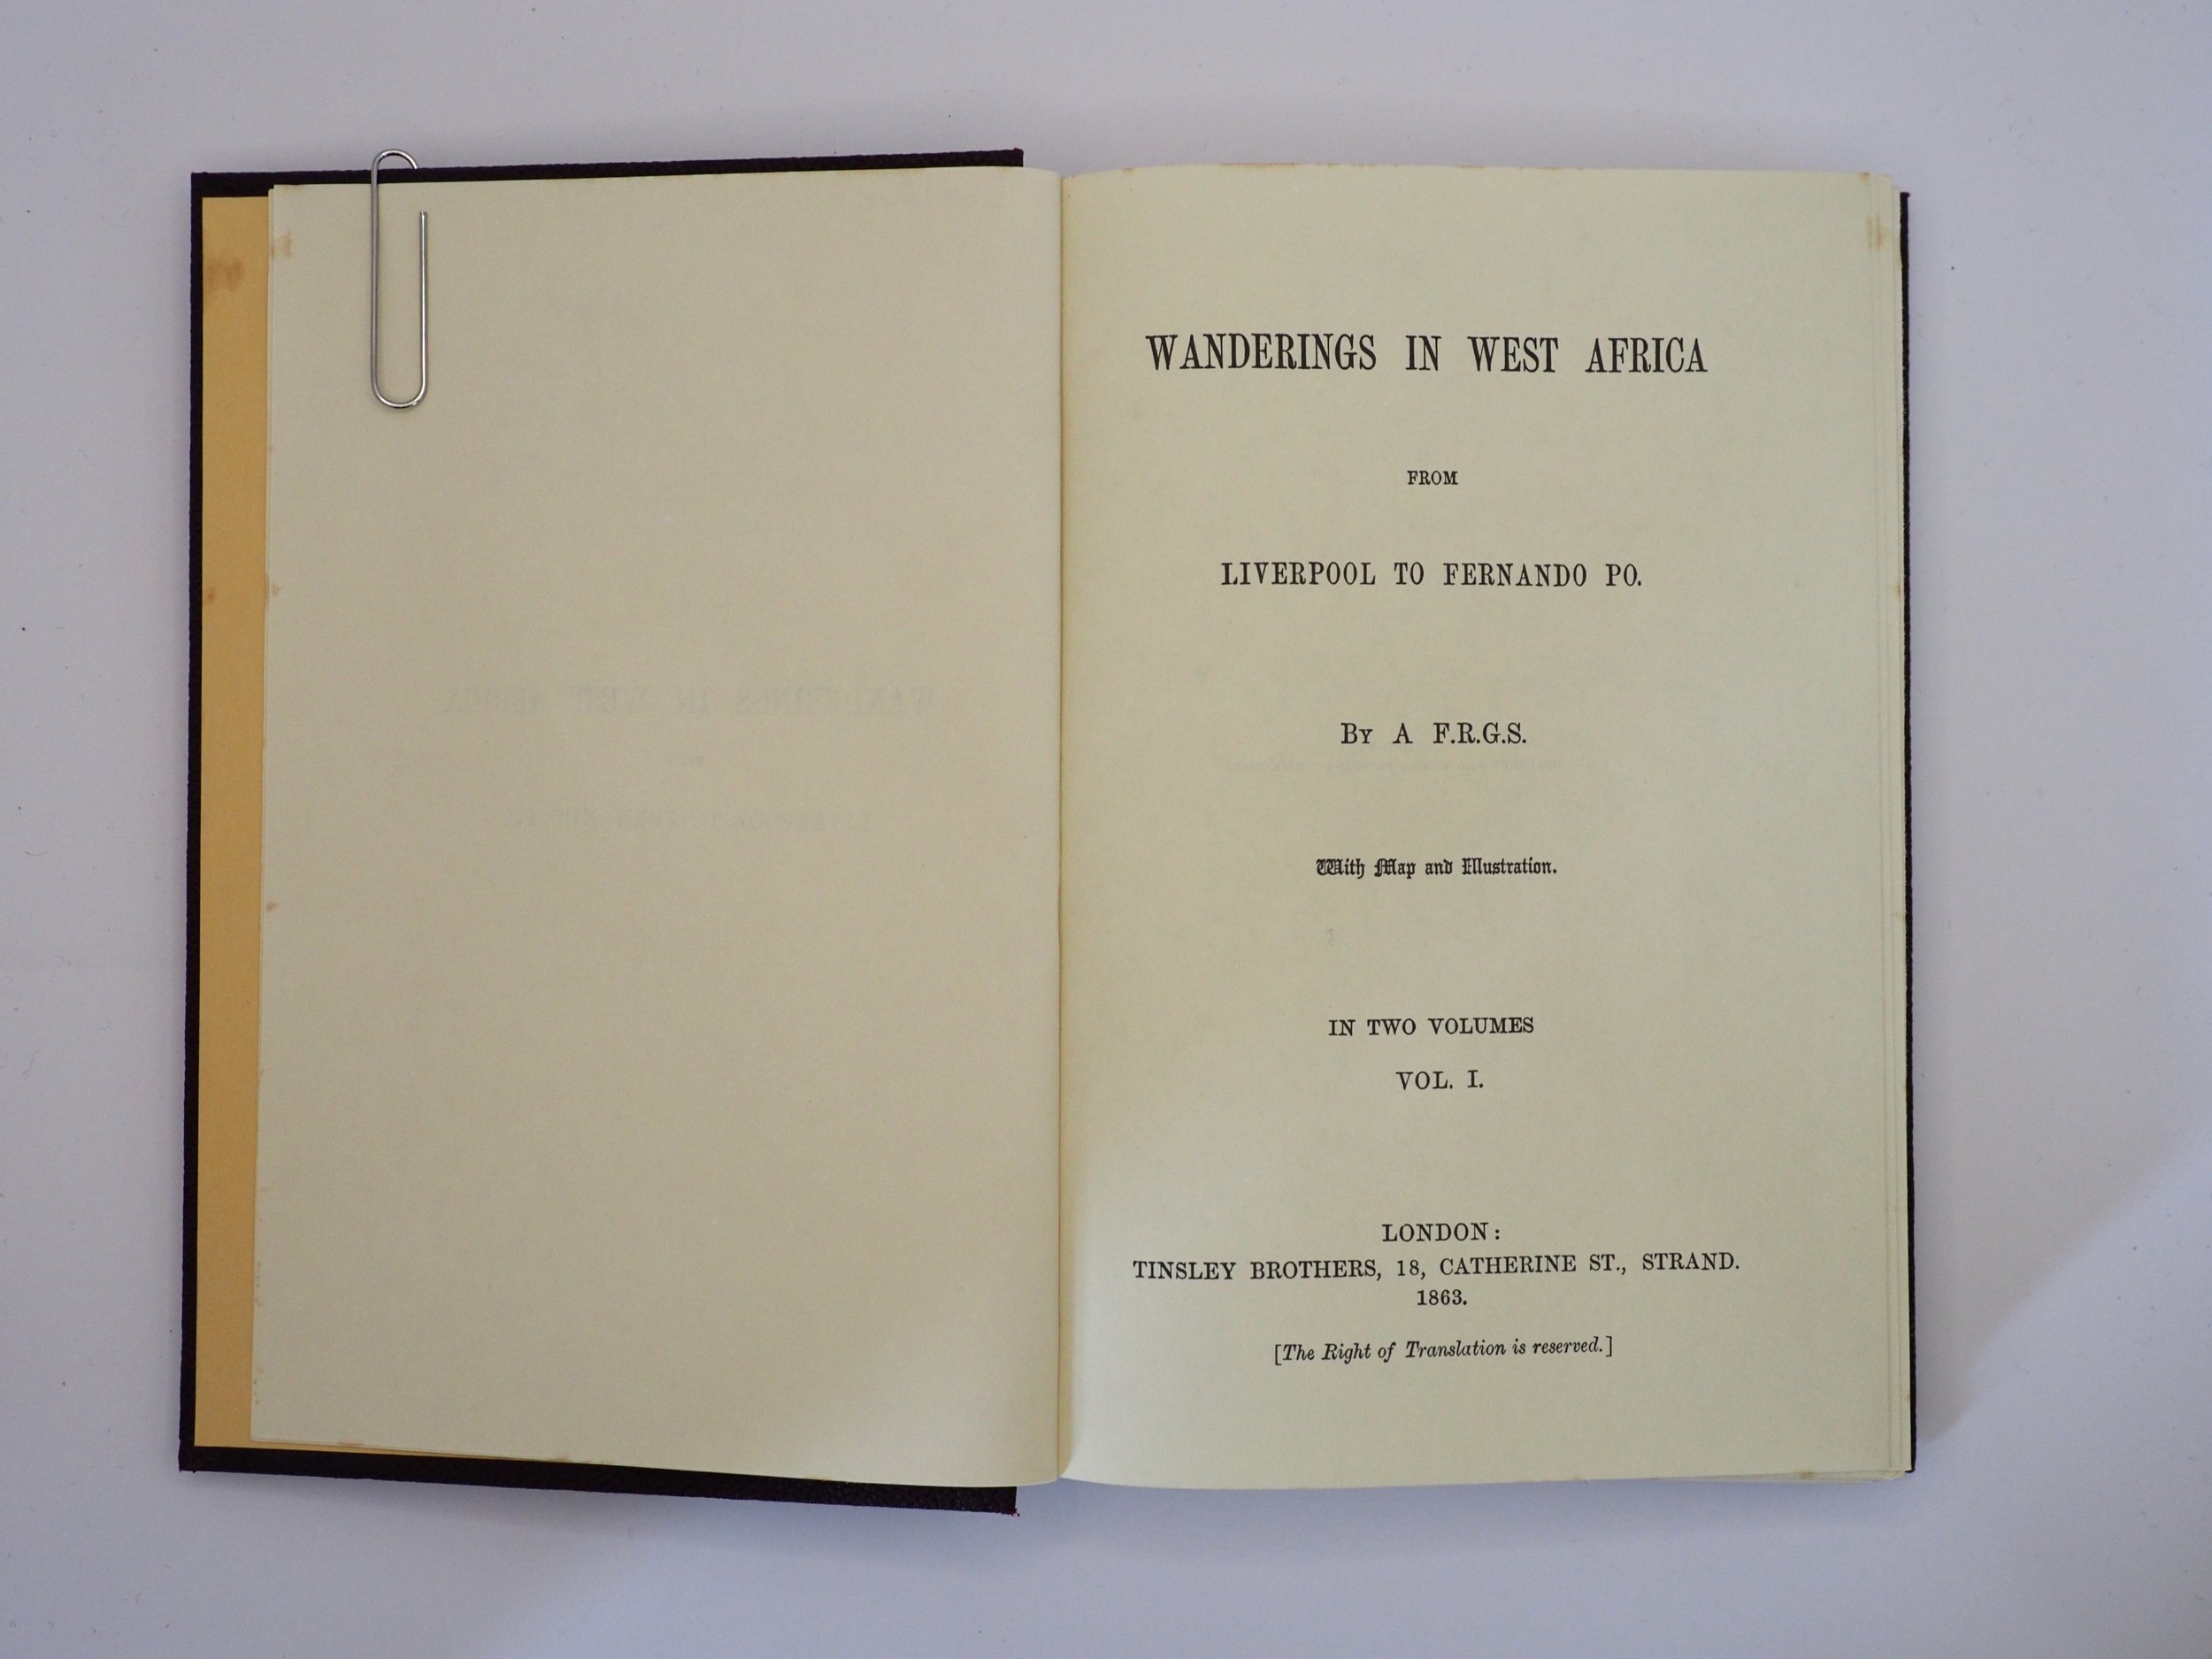 WANDERINGS IN WEST AFRICA
FROM
LIVERPOOL TO FERNANDO PO.
By A F.R.G.S.
With Map and Illustration.
IN TWO VOLUMES
VOL. I.
LONDON:
TINSLEY BROTHERS, 18, CATHERINE ST., STRAND.
1863.
[The Right of Translation is reserved.]